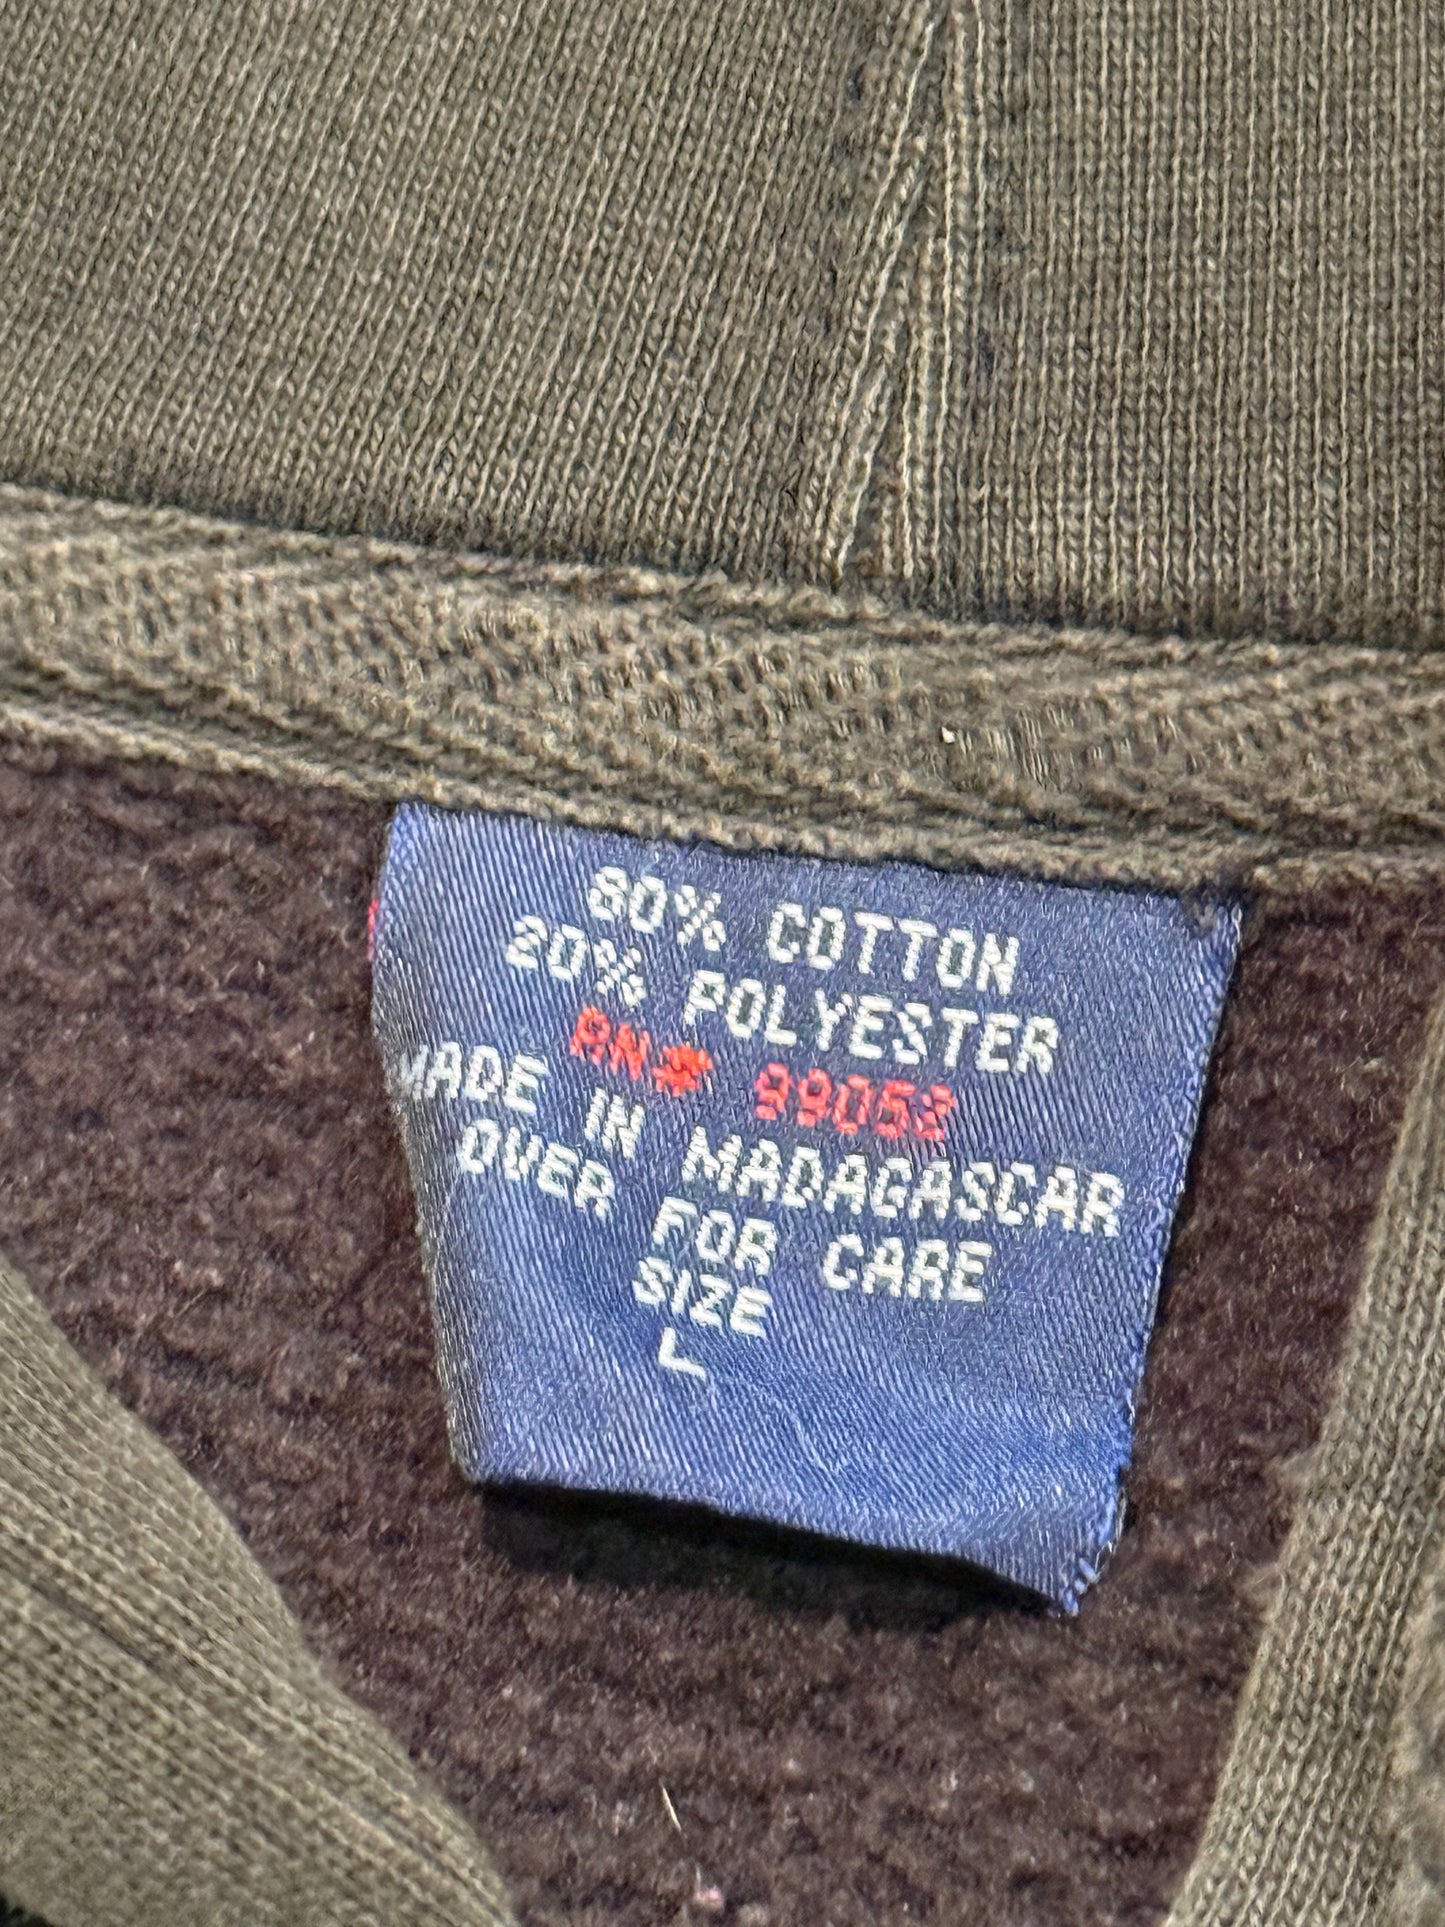 80% COTTON
20% POLYESTER
RN# 99052
MADE IN MADAGASCAR
OVER FOR CARE
SIZE
L